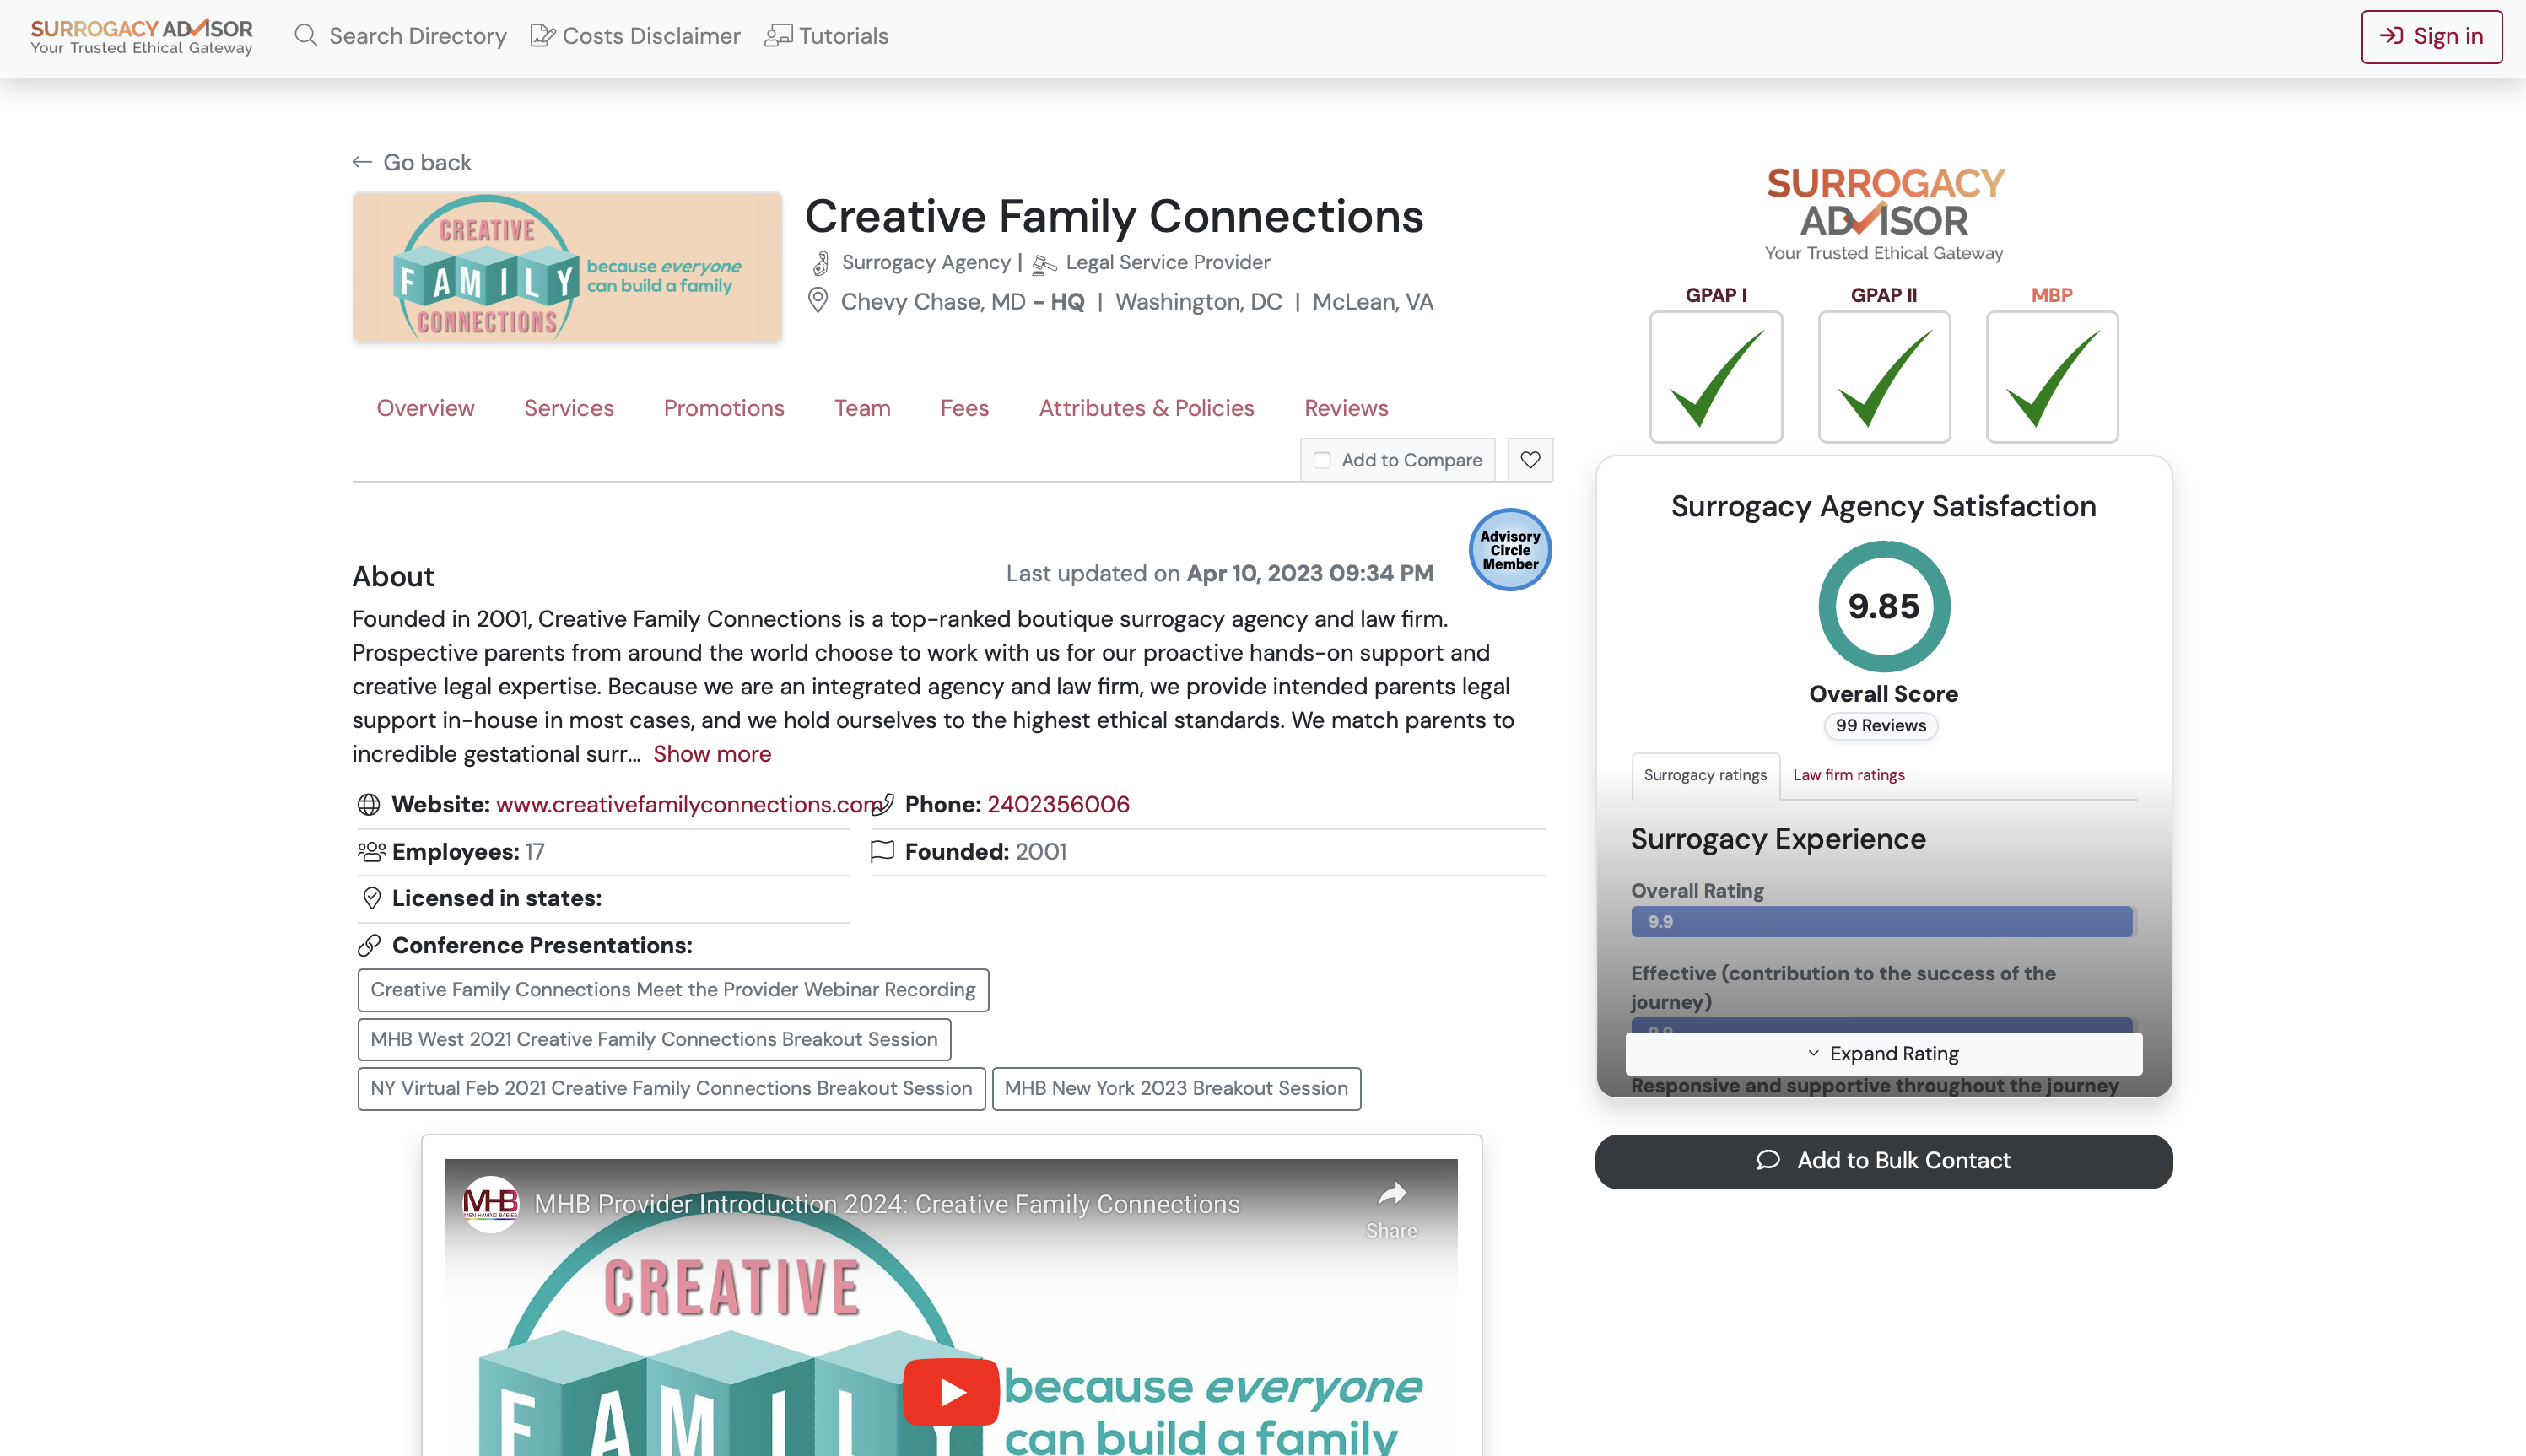 SURROGACY ADVISOR
Your Trusted Ethical Gateway
Search Directory
Costs Disclaimer
Tutorials
Sign in
Go back
CREATIVE
FAMILY
CONNECTIONS
because everyone
can build a family
Creative Family Connections
Surrogacy Agency | Legal Service Provider
Chevy Chase, MD – HQ | Washington, DC | McLean, VA
SURROGACY
ADVISOR
Your Trusted Ethical Gateway
GPAP I
GPAP II
MBP
Overview
Services
Promotions
Team
Fees
Attributes & Policies
Reviews
Add to Compare
About
Last updated on Apr 10, 2023 09:34 PM
Advisory
Circle
Member
Founded in 2001, Creative Family Connections is a top-ranked boutique surrogacy agency and law firm.
Prospective parents from around the world choose to work with us for our proactive hands-on support and
creative legal expertise. Because we are an integrated agency and law firm, we provide intended parents legal
support in-house in most cases, and we hold ourselves to the highest ethical standards. We match parents to
incredible gestational surr... Show more
Website: www.creativefamilyconnections.com
Phone: 2402356006
Employees: 17
Founded: 2001
Licensed in states:
Conference Presentations:
Creative Family Connections Meet the Provider Webinar Recording
MHB West 2021 Creative Family Connections Breakout Session
NY Virtual Feb 2021 Creative Family Connections Breakout Session
MHB New York 2023 Breakout Session
Surrogacy Agency Satisfaction
9.85
Overall Score
99 Reviews
Surrogacy ratings
Law firm ratings
Surrogacy Experience
Overall Rating
9.9
Effective (contribution to the success of the
journey)
9.9
Expand Rating
Responsive and supportive throughout the journey
Add to Bulk Contact
MHB
MEN HAVING BABIES
MHB Provider Introduction 2024: Creative Family Connections
Share
CREATIVE
FAMILY
because everyone
can build a family